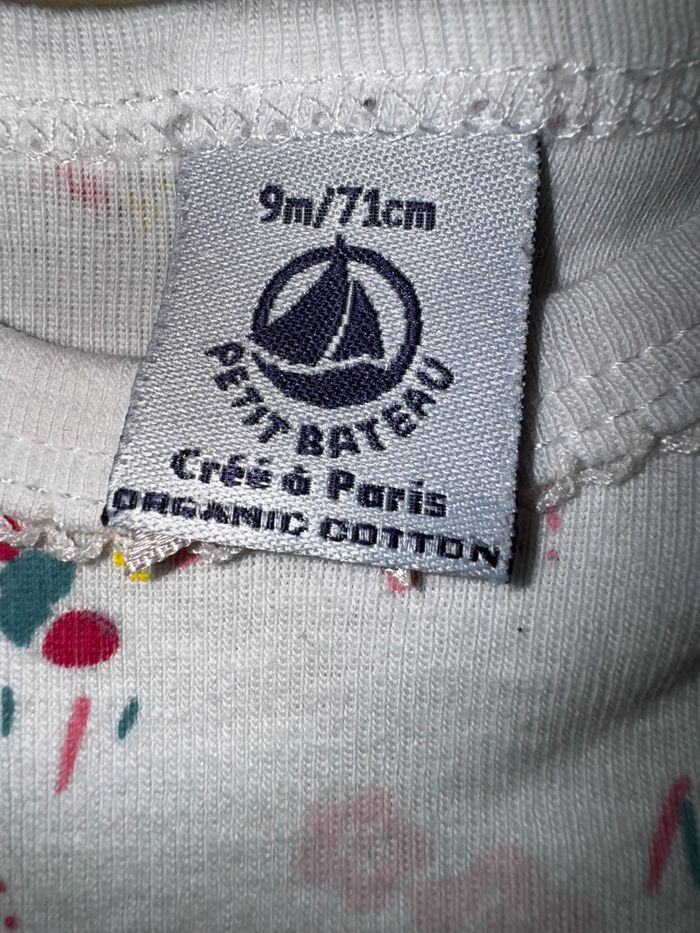 9m/71cm
PETIT BATEAU
Créé à Paris
ORGANIC COTTON